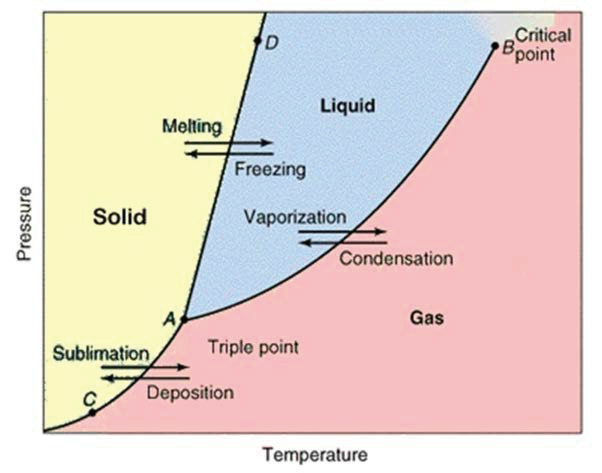 D
B Critical
point
Liquid
Melting
Freezing
Pressure
Solid
Vaporization
Condensation
A
Triple point
Gas
Sublimation
Deposition
C
Temperature